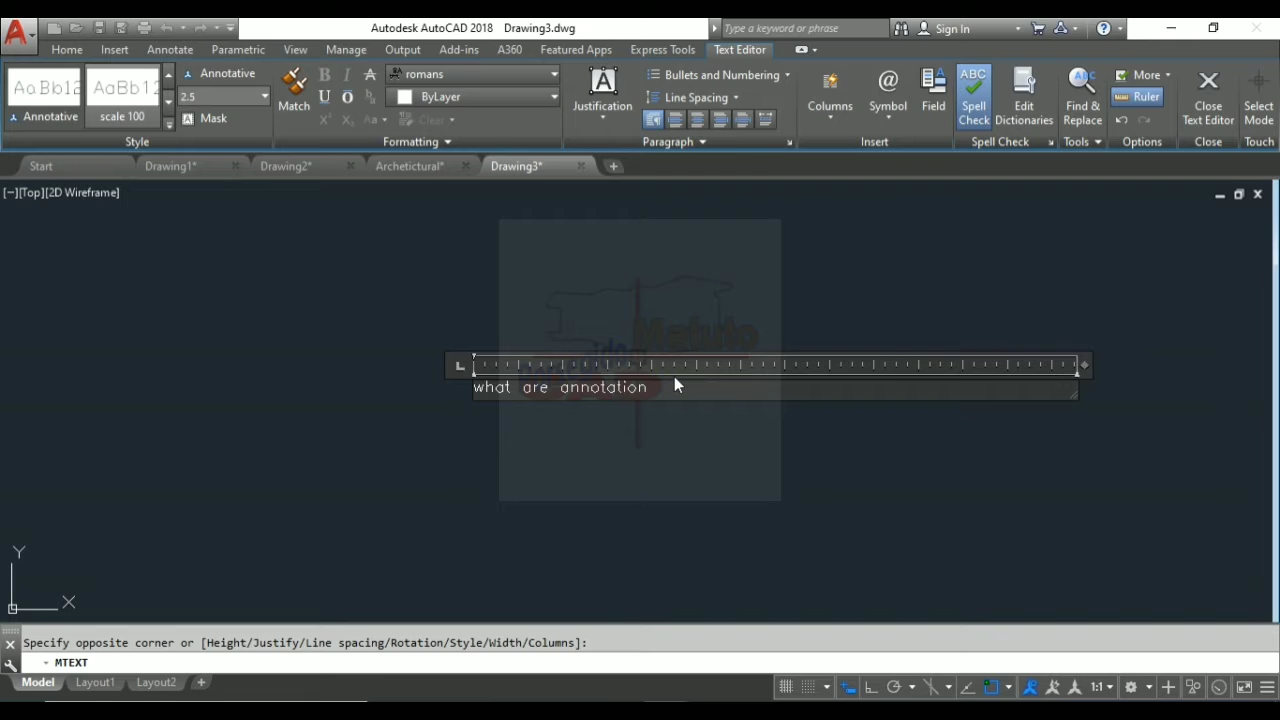 Autodesk AutoCAD 2018 Drawing3.dwg
Type a keyword or phrase
Sign In
Home Insert Annotate Parametric View Manage Output Add-ins A360 Featured Apps Express Tools Text Editor
AaBb12 AaBb12
Annotative
scale 100
Annotative
2.5
Mask
Style
Match
romans
ByLayer
Clear
Formatting
Justification
Bullets and Numbering
Line Spacing
Paragraph
Columns
Symbol
Field
Insert
ABC
Spell
Check
Edit
Dictionaries
Spell Check
Find &
Replace
Tools
More
Ruler
Options
Close
Text Editor
Close
Select
Mode
Touch
Start Drawing1* Drawing2* Archetictural* Drawing3*
[−][Top][2D Wireframe]
Matuto
what are annotation
Y
X
Specify opposite corner or [Height/Justify/Line spacing/Rotation/Style/Width/Columns]:
MTEXT
Model Layout1 Layout2
1:1